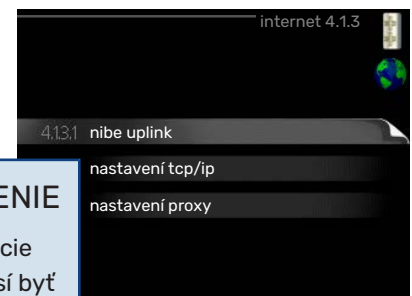 internet 4.1.3
4.1.3.1 nibe uplink
nastavení tcp/ip
nastavení proxy
ENIE
cie
sí byť